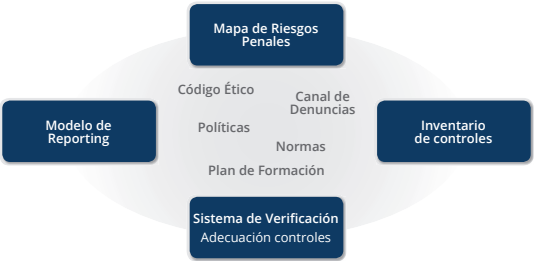 Mapa de Riesgos
Penales
Código Ético
Canal de
Denuncias
Modelo de
Reporting
Políticas
Inventario
de controles
Normas
Plan de Formación
Sistema de Verificación
Adecuación controles